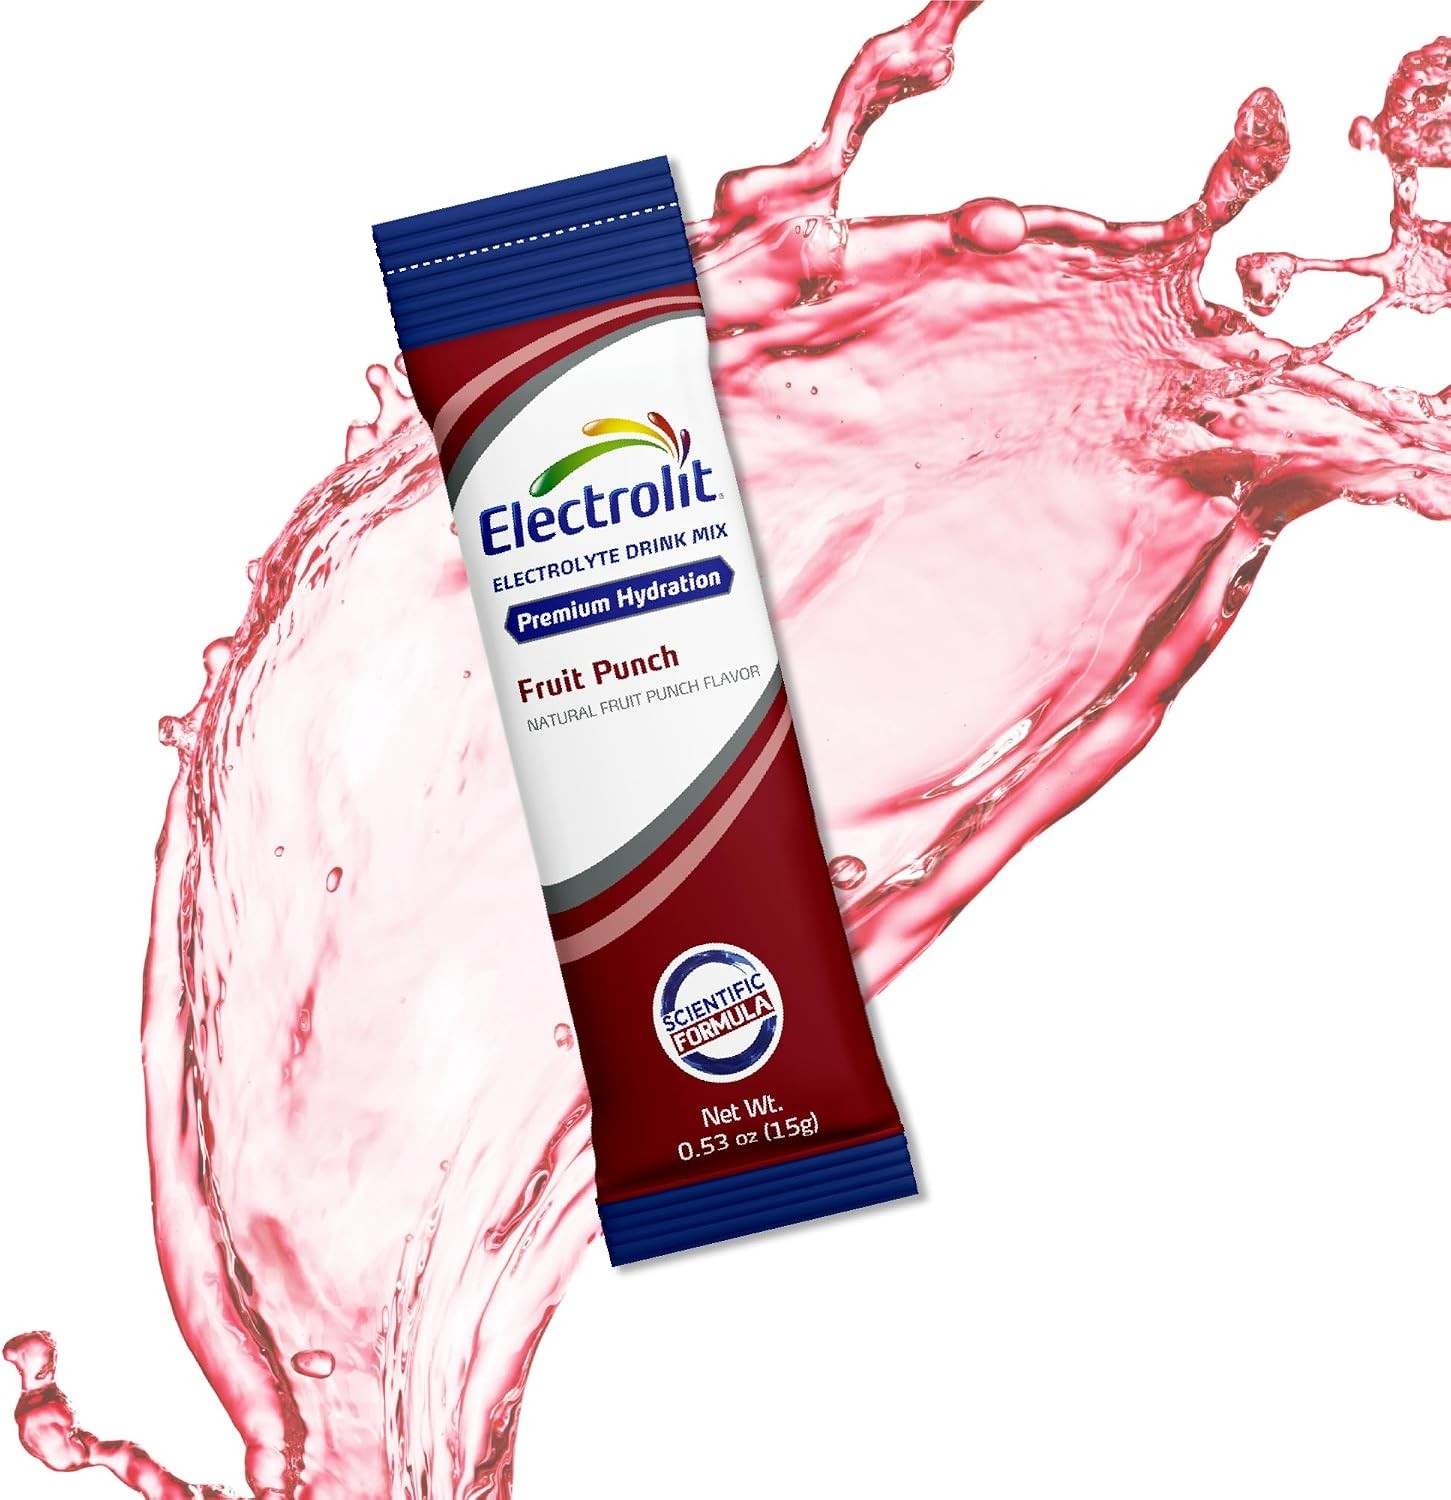 Electrolit®
ELECTROLYTE DRINK MIX
Premium Hydration
Fruit Punch
NATURAL FRUIT PUNCH FLAVOR
SCIENTIFIC
FORMULA
Net Wt.
0.53 oz (15g)